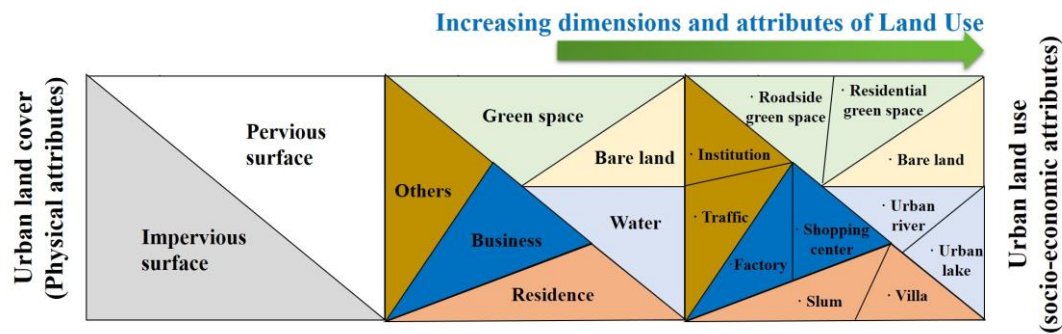 Increasing dimensions and attributes of Land Use
Urban land cover
(Physical attributes)
Pervious
surface
Impervious
surface
Green space
Bare land
Others
Water
Business
Residence
· Roadside
green space
· Residential
green space
· Institution
· Bare land
· Traffic
· Urban
river
· Shopping
center
· Factory
· Urban
lake
· Slum
· Villa
Urban land use
(socio-economic attributes)